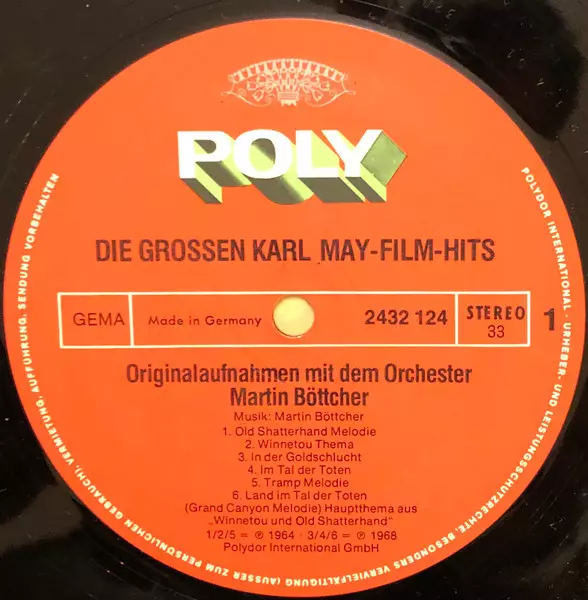 POLY
DIE GROSSEN KARL MAY-FILM-HITS
GEMA
Made in Germany
2432 124
STEREO
33
1
Originalaufnahmen mit dem Orchester
Martin Böttcher
Musik: Martin Böttcher
1. Old Shatterhand Melodie
2. Winnetou Thema
3. In der Goldschlucht
4. Im Tal der Toten
5. Tramp Melodie
6. Land im Tal der Toten
(Grand Canyon Melodie) Hauptthema aus
„Winnetou und Old Shatterhand"
1/2/5= ℗ 1964 · 3/4/6= ℗ 1968
Polydor International GmbH
POLYDOR INTERNATIONAL · URHEBER- UND LEISTUNGSSCHUTZRECHTE, BESONDERS VERVIELFÄLTIGUNG (AUSSER ZUM PERSÖNLICHEN GEBRAUCH), VERMIETUNG, AUFFÜHRUNG, SENDUNG VORBEHALTEN